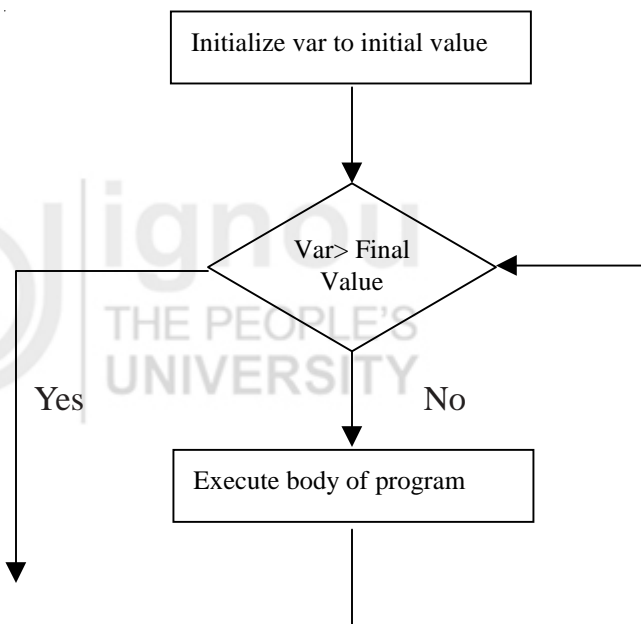 Initialize var to initial value
Var> Final
Value
ignou
THE PEOPLE'S
UNIVERSITY
Yes
No
Execute body of program